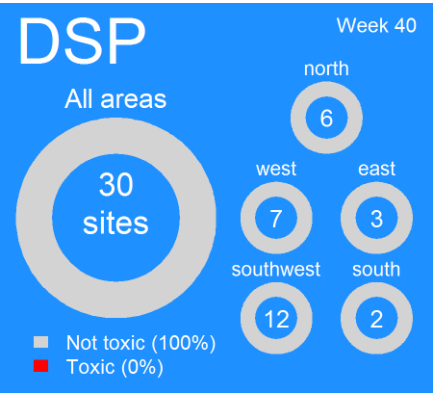 DSP
Week 40
All areas
30
sites
north
6
west
7
east
3
southwest
12
south
2
Not toxic (100%)
Toxic (0%)